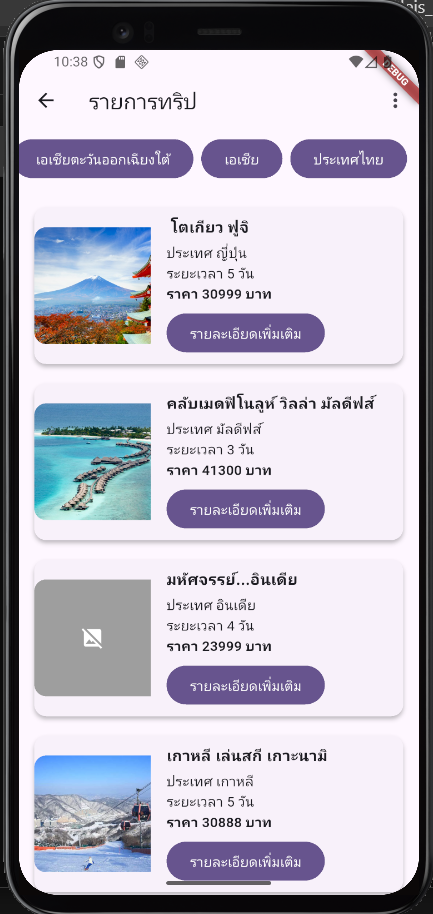 ais_
10:38
DEBUG
รายการทริป
เอเชียตะวันออกเฉียงใต้
เอเชีย
ประเทศไทย
โตเกียว ฟูจิ
ประเทศ ญี่ปุ่น
ระยะเวลา 5 วัน
ราคา 30999 บาท
รายละเอียดเพิ่มเติม
คลับเมดฟิโนลูห์ วิลล่า มัลดีฟส์
ประเทศ มัลดีฟส์
ระยะเวลา 3 วัน
ราคา 41300 บาท
รายละเอียดเพิ่มเติม
มหัศจรรย์...อินเดีย
ประเทศ อินเดีย
ระยะเวลา 4 วัน
ราคา 23999 บาท
รายละเอียดเพิ่มเติม
เกาหลี เล่นสกี เกาะนามิ
ประเทศ เกาหลี
ระยะเวลา 5 วัน
ราคา 30888 บาท
รายละเอียดเพิ่มเติม